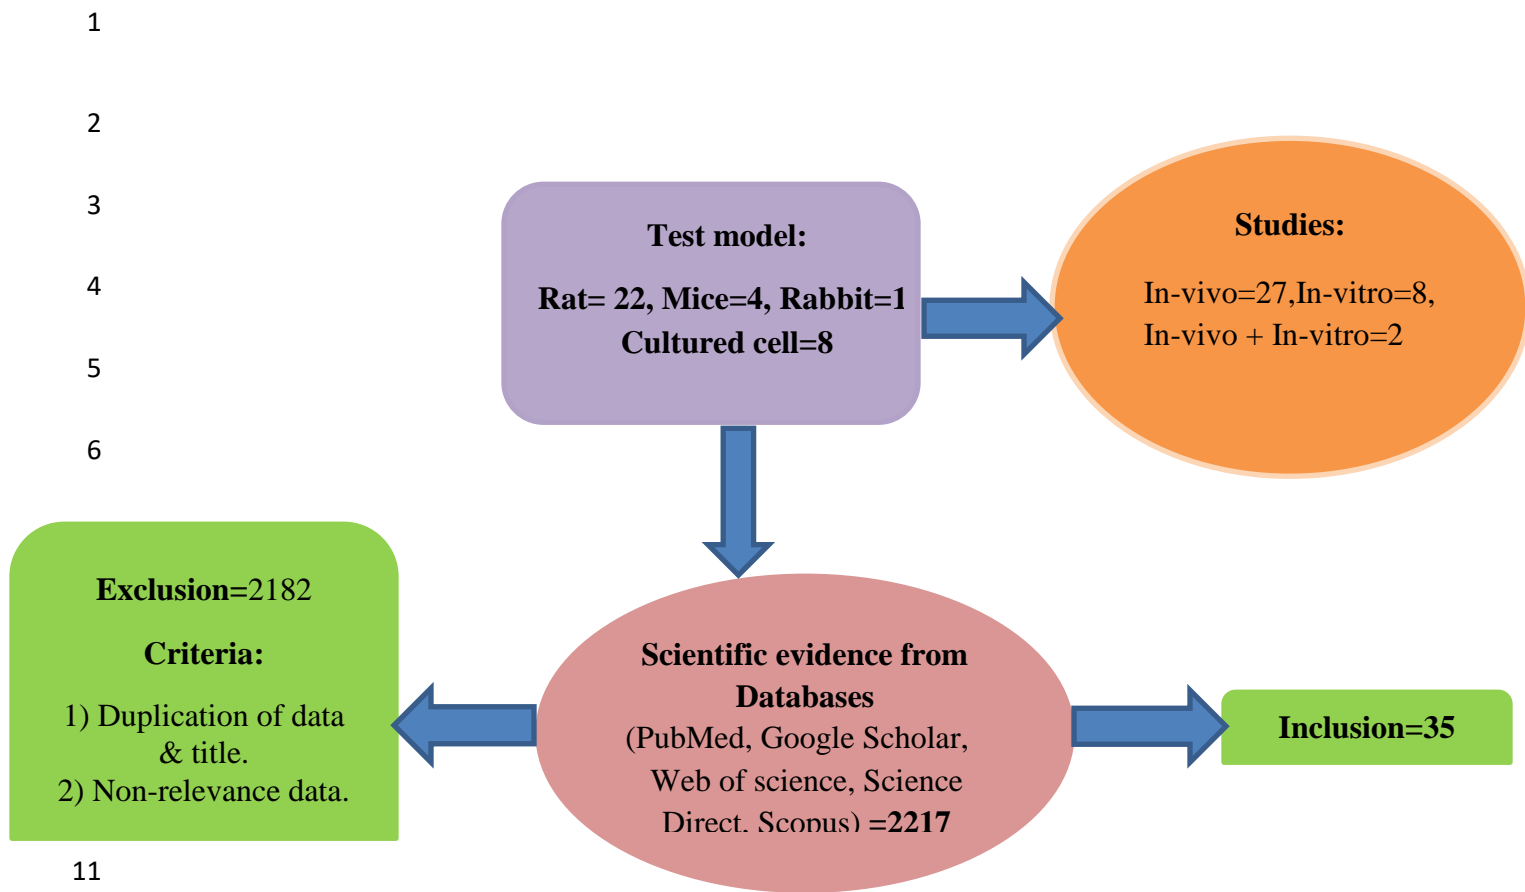 1
2
3
4
5
6
11
Test model:
Rat= 22, Mice=4, Rabbit=1
Cultured cell=8
Studies:
In-vivo=27,In-vitro=8,
In-vivo + In-vitro=2
Exclusion=2182
Criteria:
1) Duplication of data
& title.
2) Non-relevance data.
Scientific evidence from
Databases
(PubMed, Google Scholar,
Web of science, Science
Direct, Scopus) =2217
Inclusion=35